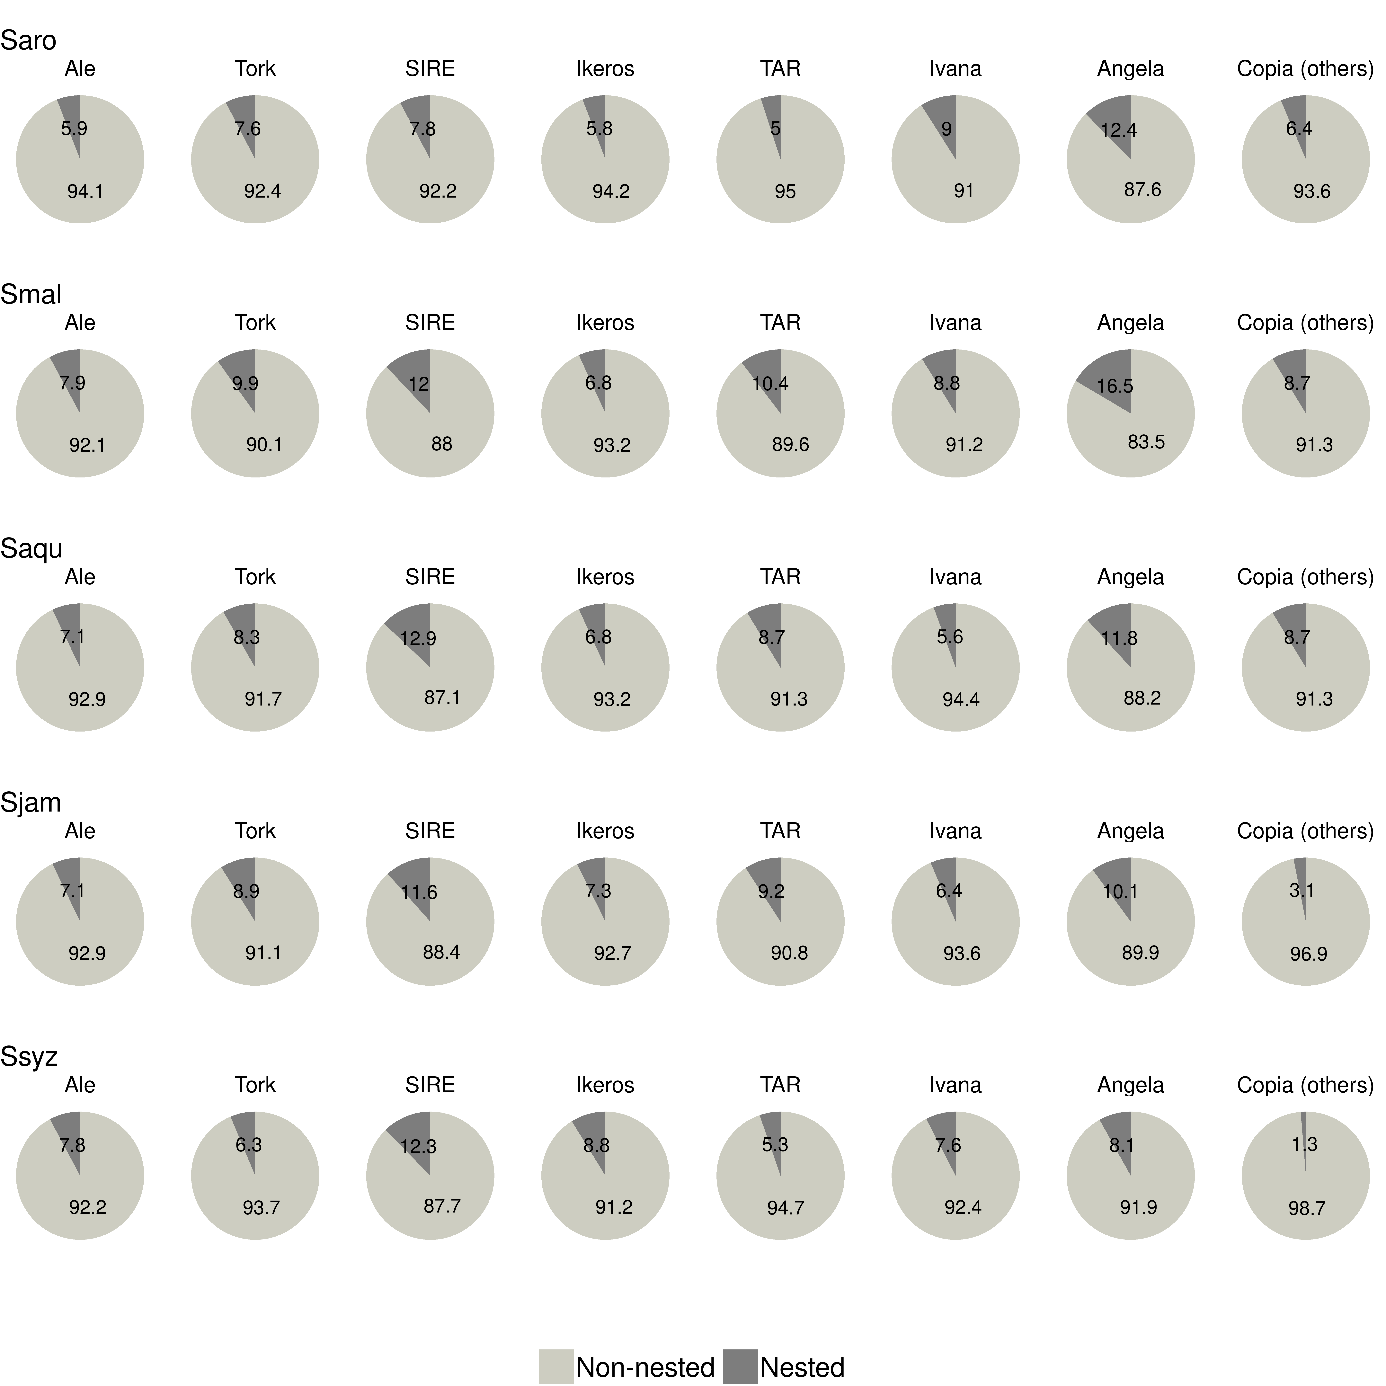 Saro
Ale Tork SIRE Ikeros TAR Ivana Angela Copia (others)
5.9 7.6 7.8 5.8 5 9 12.4 6.4
94.1 92.4 92.2 94.2 95 91 87.6 93.6
Smal
Ale Tork SIRE Ikeros TAR Ivana Angela Copia (others)
7.9 9.9 12 6.8 10.4 8.8 16.5 8.7
92.1 90.1 88 93.2 89.6 91.2 83.5 91.3
Saqu
Ale Tork SIRE Ikeros TAR Ivana Angela Copia (others)
7.1 8.3 12.9 6.8 8.7 5.6 11.8 8.7
92.9 91.7 87.1 93.2 91.3 94.4 88.2 91.3
Sjam
Ale Tork SIRE Ikeros TAR Ivana Angela Copia (others)
7.1 8.9 11.6 7.3 9.2 6.4 10.1 3.1
92.9 91.1 88.4 92.7 90.8 93.6 89.9 96.9
Ssyz
Ale Tork SIRE Ikeros TAR Ivana Angela Copia (others)
7.8 6.3 12.3 8.8 5.3 7.6 8.1 1.3
92.2 93.7 87.7 91.2 94.7 92.4 91.9 98.7
Non-nested Nested